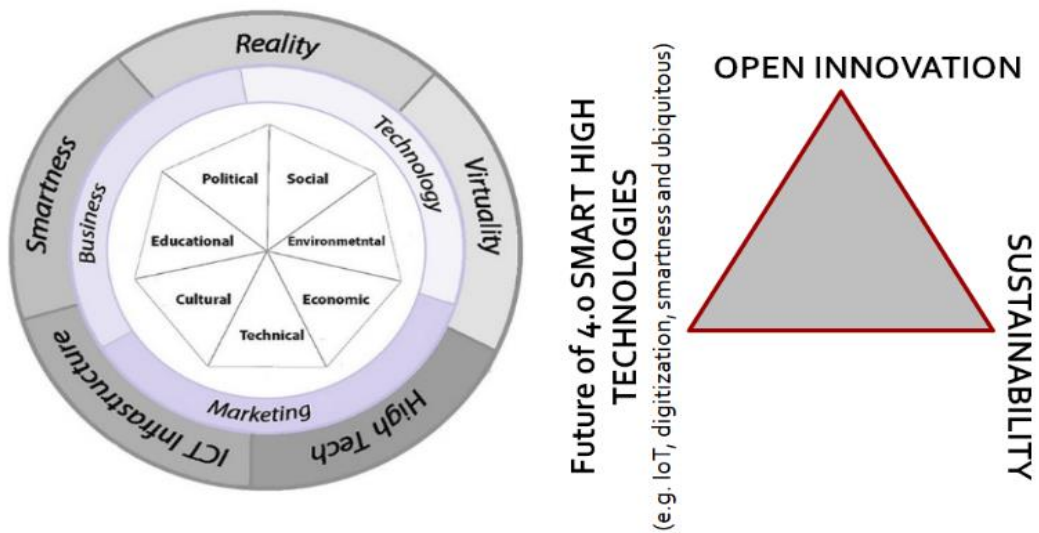 Reality
Smartness
Virtuality
ICT Infrastructure
High Tech
Business
Technology
Marketing
Political
Social
Educational
Environmetntal
Cultural
Economic
Technical
Future of 4.0 SMART HIGH
TECHNOLOGIES
(e.g. IoT, digitization, smartness and ubiquitous)
OPEN INNOVATION
SUSTAINABILITY